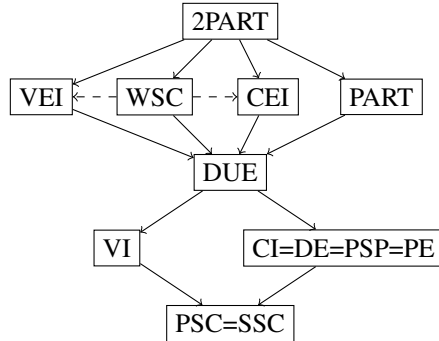 2PART
VEI WSC CEI PART
DUE
VI CI=DE=PSP=PE
PSC=SSC